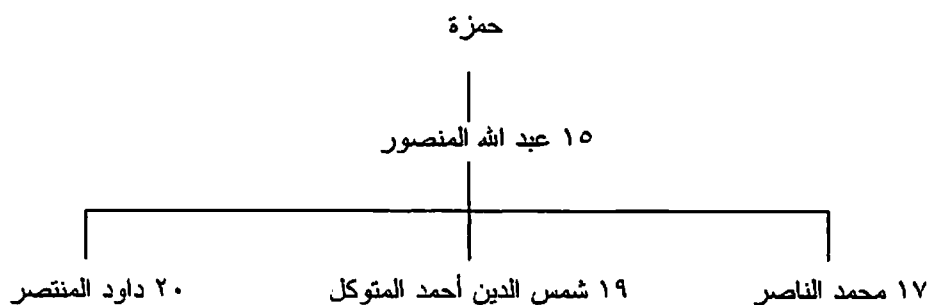 حمزة
١٥ عبد الله المنصور
١٧ محمد الناصر ١٩ شمس الدين أحمد المتوكل ٢٠ داود المنتصر